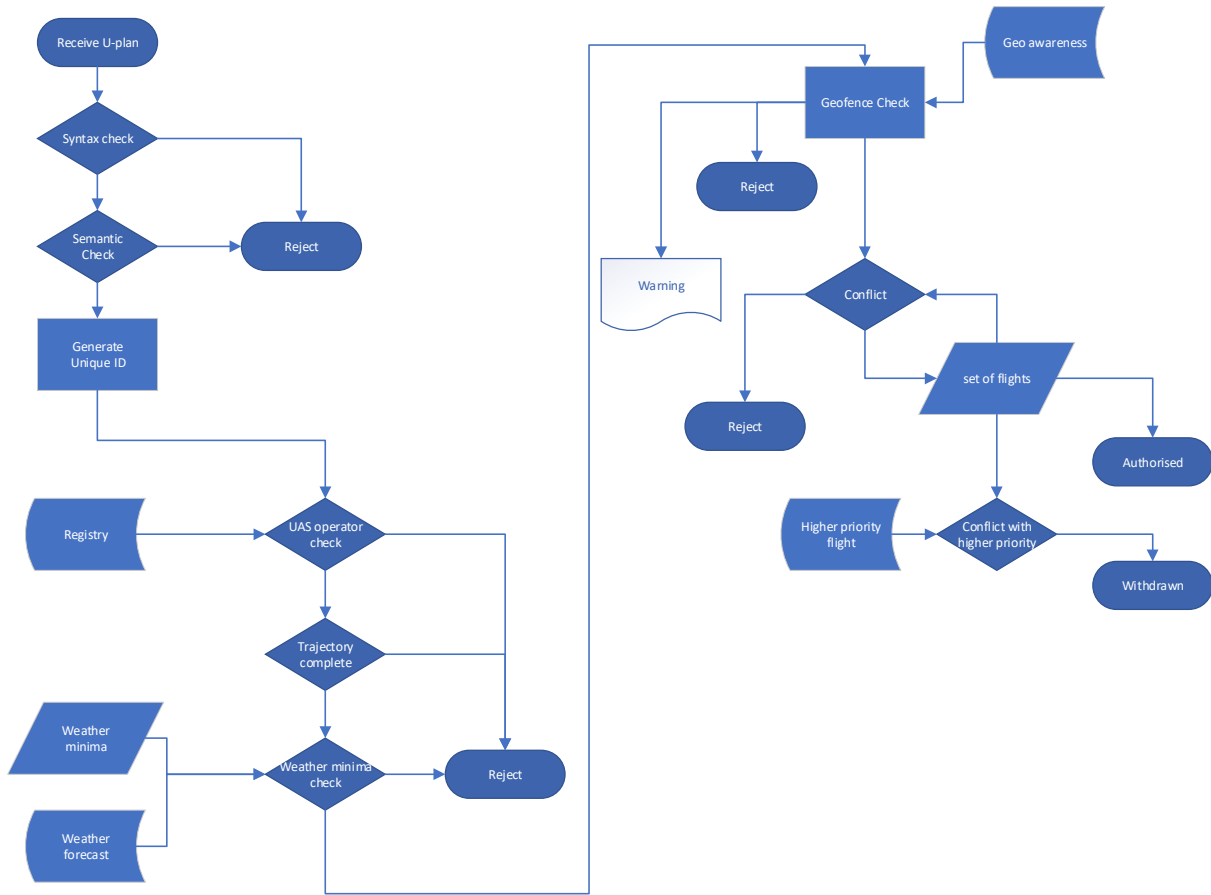 Receive U-plan
Syntax check
Semantic
Check
Reject
Generate
Unique ID
Registry
UAS operator
check
Trajectory
complete
Weather
minima
Weather minima
check
Reject
Weather
forecast
Geo awareness
Geofence Check
Reject
Warning
Conflict
set of flights
Reject
Authorised
Higher priority
flight
Conflict with
higher priority
Withdrawn